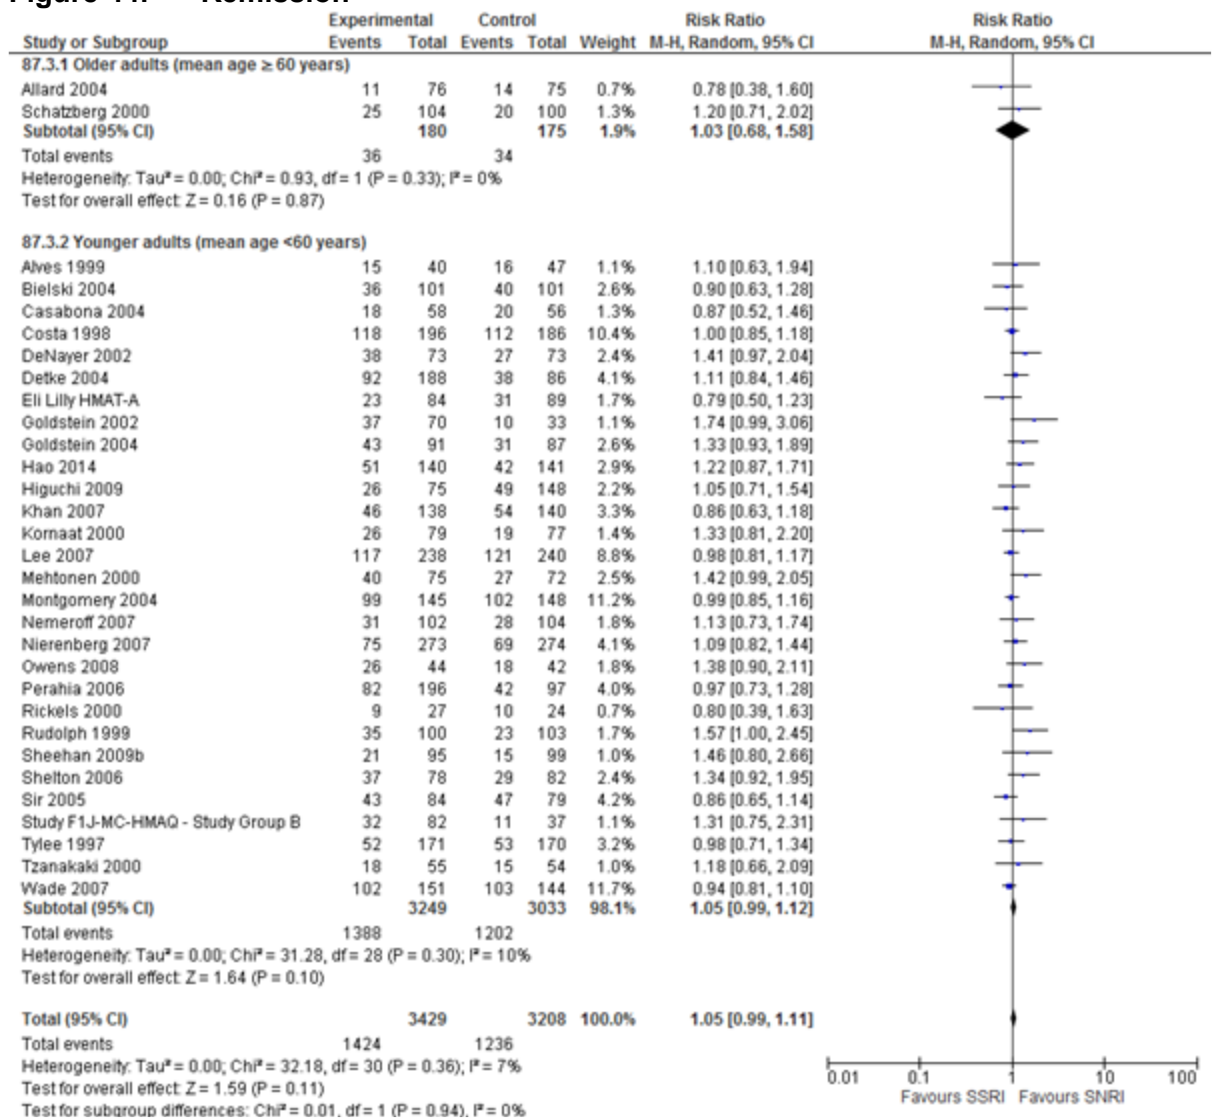 Figure 147: Remission
Experimental Control Risk Ratio Risk Ratio
Study or Subgroup Events Total Events Total Weight M-H, Random, 95% CI M-H, Random, 95% CI
87.3.1 Older adults (mean age ≥ 60 years)
Allard 2004 11 76 14 75 0.7% 0.78 [0.38, 1.60]
Schatzberg 2000 25 104 20 100 1.3% 1.20 [0.71, 2.02]
Subtotal (95% CI) 180 175 1.9% 1.03 [0.68, 1.58]
Total events 36 34
Heterogeneity: Tau² = 0.00; Chi² = 0.93, df = 1 (P = 0.33); I² = 0%
Test for overall effect: Z = 0.16 (P = 0.87)
87.3.2 Younger adults (mean age <60 years)
Alves 1999 15 40 16 47 1.1% 1.10 [0.63, 1.94]
Bielski 2004 36 101 40 101 2.6% 0.90 [0.63, 1.28]
Casabona 2004 18 58 20 56 1.3% 0.87 [0.52, 1.46]
Costa 1998 118 196 112 186 10.4% 1.00 [0.85, 1.18]
DeNayer 2002 38 73 27 73 2.4% 1.41 [0.97, 2.04]
Detke 2004 92 188 38 86 4.1% 1.11 [0.84, 1.46]
Eli Lilly HMAT-A 23 84 31 89 1.7% 0.79 [0.50, 1.23]
Goldstein 2002 37 70 10 33 1.1% 1.74 [0.99, 3.06]
Goldstein 2004 43 91 31 87 2.6% 1.33 [0.93, 1.89]
Hao 2014 51 140 42 141 2.9% 1.22 [0.87, 1.71]
Higuchi 2009 26 75 49 148 2.2% 1.05 [0.71, 1.54]
Khan 2007 46 138 54 140 3.3% 0.86 [0.63, 1.18]
Kornaat 2000 26 79 19 77 1.4% 1.33 [0.81, 2.20]
Lee 2007 117 238 121 240 8.8% 0.98 [0.81, 1.17]
Mehtonen 2000 40 75 27 72 2.5% 1.42 [0.99, 2.05]
Montgomery 2004 99 145 102 148 11.2% 0.99 [0.85, 1.16]
Nemeroff 2007 31 102 28 104 1.8% 1.13 [0.73, 1.74]
Nierenberg 2007 75 273 69 274 4.1% 1.09 [0.82, 1.44]
Owens 2008 26 44 18 42 1.8% 1.38 [0.90, 2.11]
Perahia 2006 82 196 42 97 4.0% 0.97 [0.73, 1.28]
Rickels 2000 9 27 10 24 0.7% 0.80 [0.39, 1.63]
Rudolph 1999 35 100 23 103 1.7% 1.57 [1.00, 2.45]
Sheehan 2009b 21 95 15 99 1.0% 1.46 [0.80, 2.66]
Shelton 2006 37 78 29 82 2.4% 1.34 [0.92, 1.95]
Sir 2005 43 84 47 79 4.2% 0.86 [0.65, 1.14]
Study F1J-MC-HMAQ - Study Group B 32 82 11 37 1.1% 1.31 [0.75, 2.31]
Tylee 1997 52 171 53 170 3.2% 0.98 [0.71, 1.34]
Tzanakaki 2000 18 55 15 54 1.0% 1.18 [0.66, 2.09]
Wade 2007 102 151 103 144 11.7% 0.94 [0.81, 1.10]
Subtotal (95% CI) 3249 3033 98.1% 1.05 [0.99, 1.12]
Total events 1388 1202
Heterogeneity: Tau² = 0.00; Chi² = 31.28, df = 28 (P = 0.30); I² = 10%
Test for overall effect: Z = 1.64 (P = 0.10)
Total (95% CI) 3429 3208 100.0% 1.05 [0.99, 1.11]
Total events 1424 1236
Heterogeneity: Tau² = 0.00; Chi² = 32.18, df = 30 (P = 0.36); I² = 7%
Test for overall effect: Z = 1.59 (P = 0.11)
Test for subgroup differences: Chi² = 0.01, df = 1 (P = 0.94), I² = 0%
0.01 0.1 1 10 100
Favours SSRI Favours SNRI